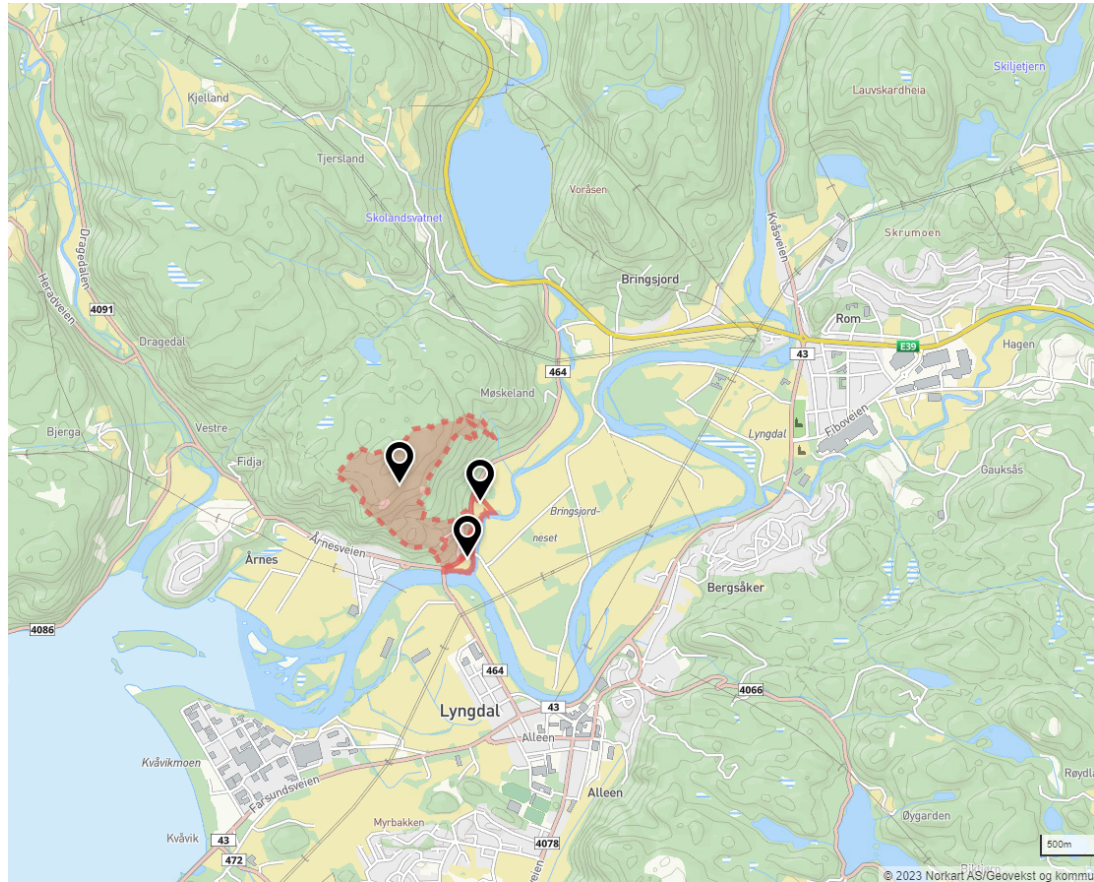 Skiljetjern
Lauvskardheia
Kjelland
Tjersland
Voråsen
Skolandsvatnet
Kvåsveien
Skrumoen
Dragedalen
Heradveien
Bringsjord
4091
Rom
E39
Hagen
43
Dragedal
464
Møskeland
Fiboveien
Vestre
Bjerga
Lyngdal
Fidja
Gauksås
Bringsjord-
neset
Årnesveien
Årnes
Bergsåker
4086
464
4066
43
Lyngdal
Alleen
Kvåvikmoen
Farsundsveien
Alleen
Røydla
Øygarden
Myrbakken
Kvåvik
43
4078
472
500m
© 2023 Norkart AS/Geovekst og kommu